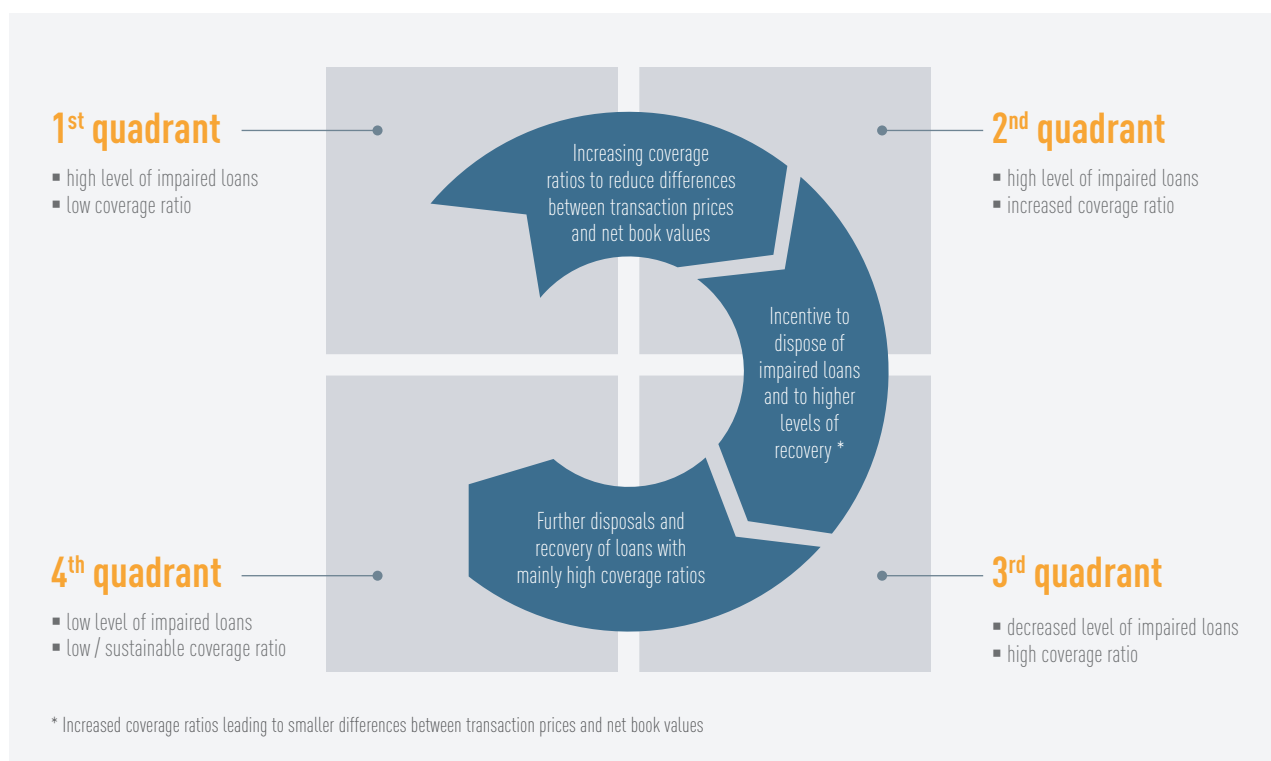 1st quadrant
■ high level of impaired loans
■ low coverage ratio
2nd quadrant
■ high level of impaired loans
■ increased coverage ratio
Increasing coverage
ratios to reduce differences
between transaction prices
and net book values
Incentive to
dispose of
impaired loans
and to higher
levels of
recovery *
Further disposals and
recovery of loans with
mainly high coverage ratios
4th quadrant
■ low level of impaired loans
■ low / sustainable coverage ratio
3rd quadrant
■ decreased level of impaired loans
■ high coverage ratio
* Increased coverage ratios leading to smaller differences between transaction prices and net book values